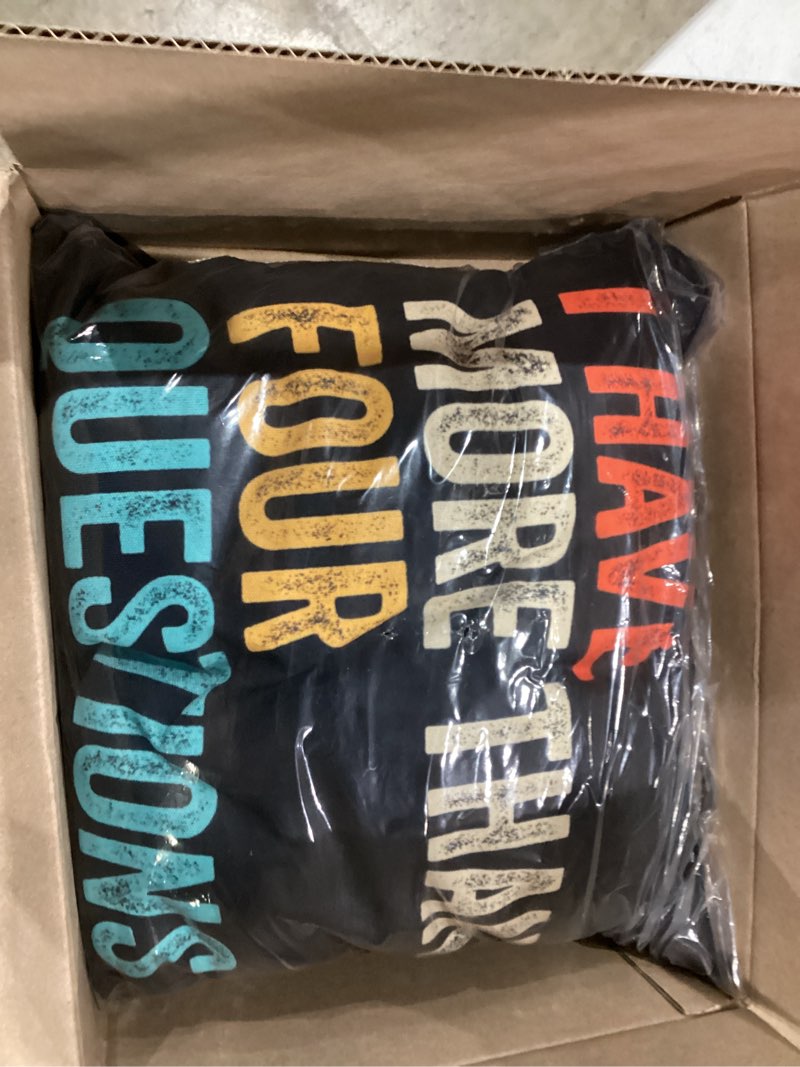 I HAVE
MORE THAN
FOUR
QUESTIONS